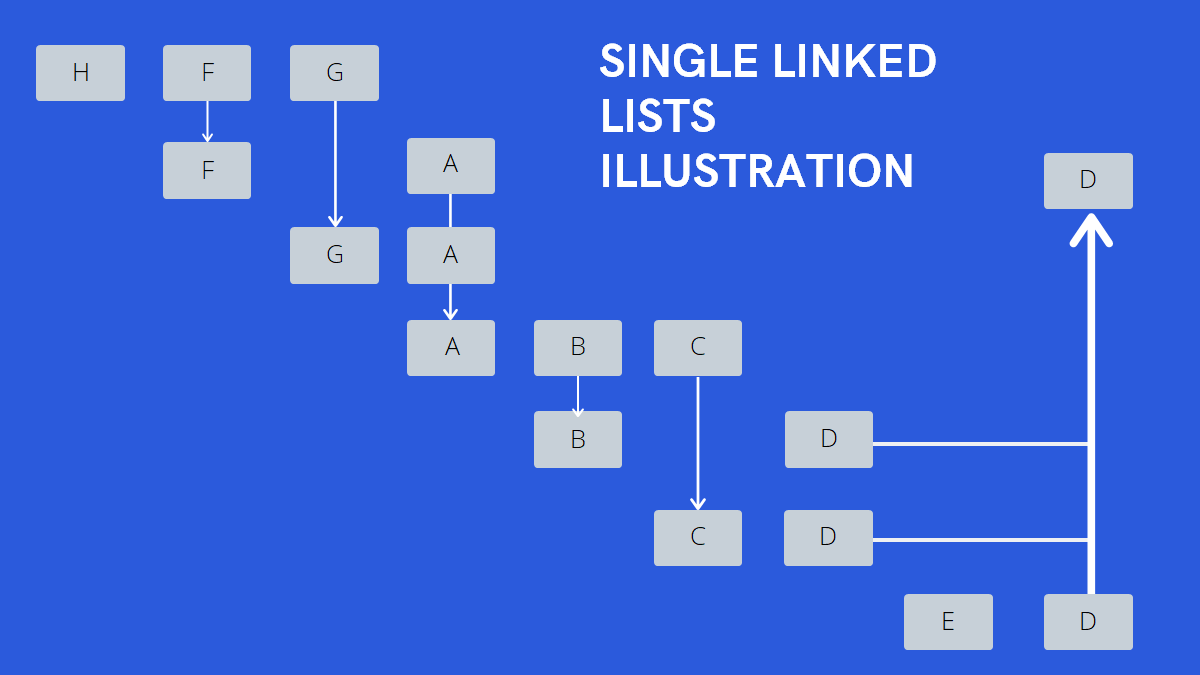 SINGLE LINKED
LISTS
ILLUSTRATION
H F G
F
A
D
G A
A B C
B D
C D
E D